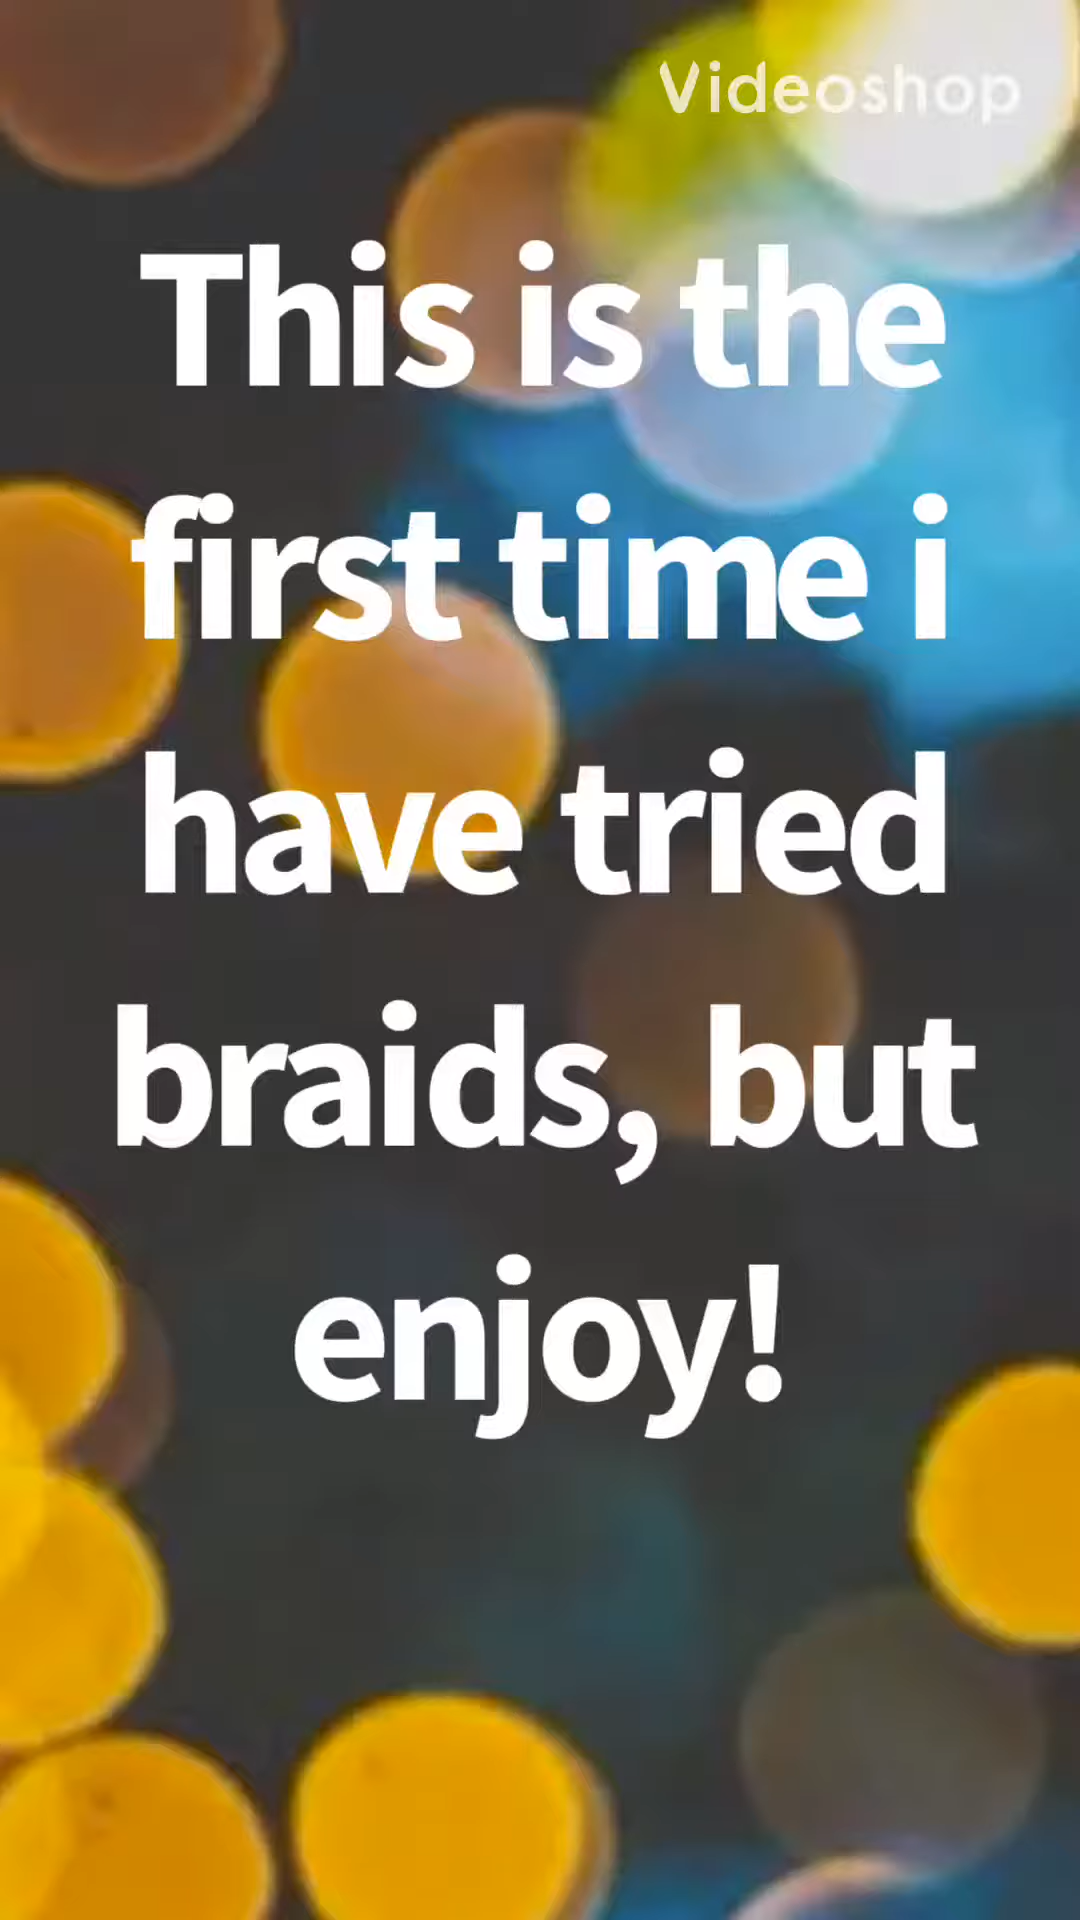 Videoshop
This is the
first time i
have tried
braids, but
enjoy!